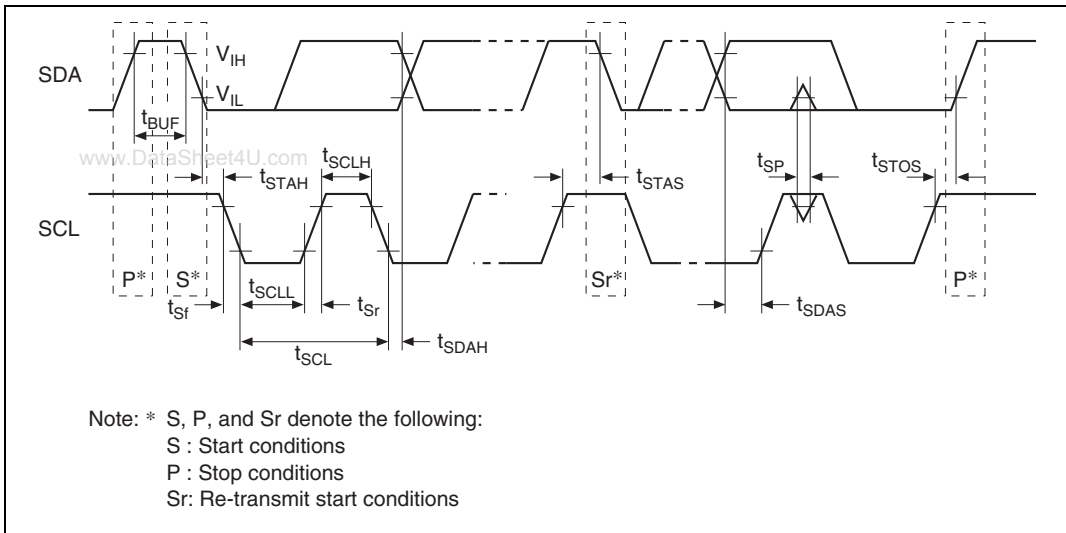 SDA
VIH
VIL
tBUF
www.DataSheet4U.com
tSTAH
tSCLH
tSTAS
tSP
tSTOS
SCL
P*
S*
Sr*
P*
tSf
tSCLL
tSr
tSDAS
tSCL
tSDAH
Note: * S, P, and Sr denote the following:
S : Start conditions
P : Stop conditions
Sr: Re-transmit start conditions